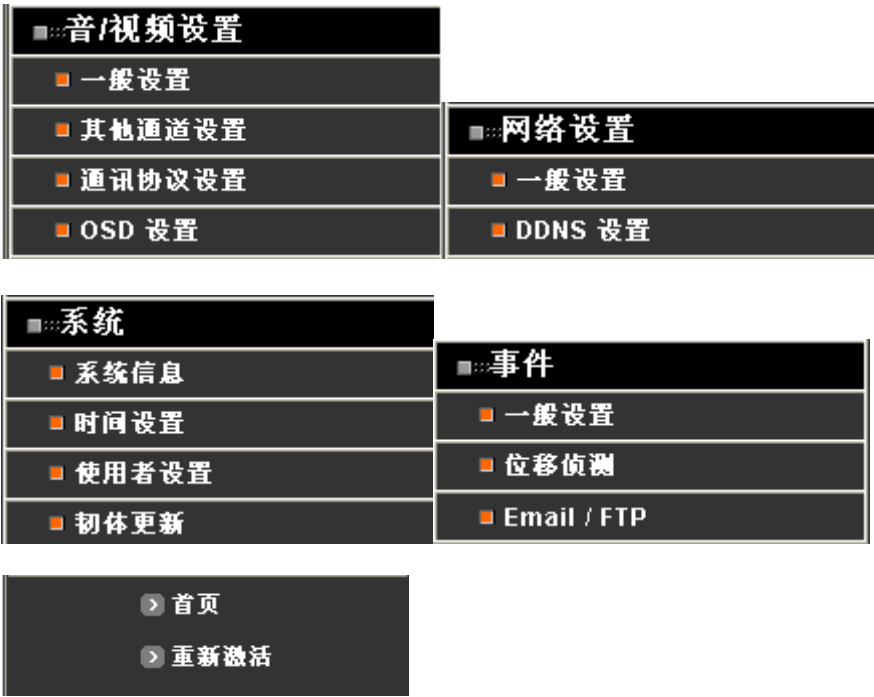 音/视频设置
一般设置
其他通道设置
通讯协议设置
OSD 设置
网络设置
一般设置
DDNS 设置
系统
系统信息
时间设置
使用者设置
韧体更新
事件
一般设置
位移侦测
Email / FTP
首页
重新激活